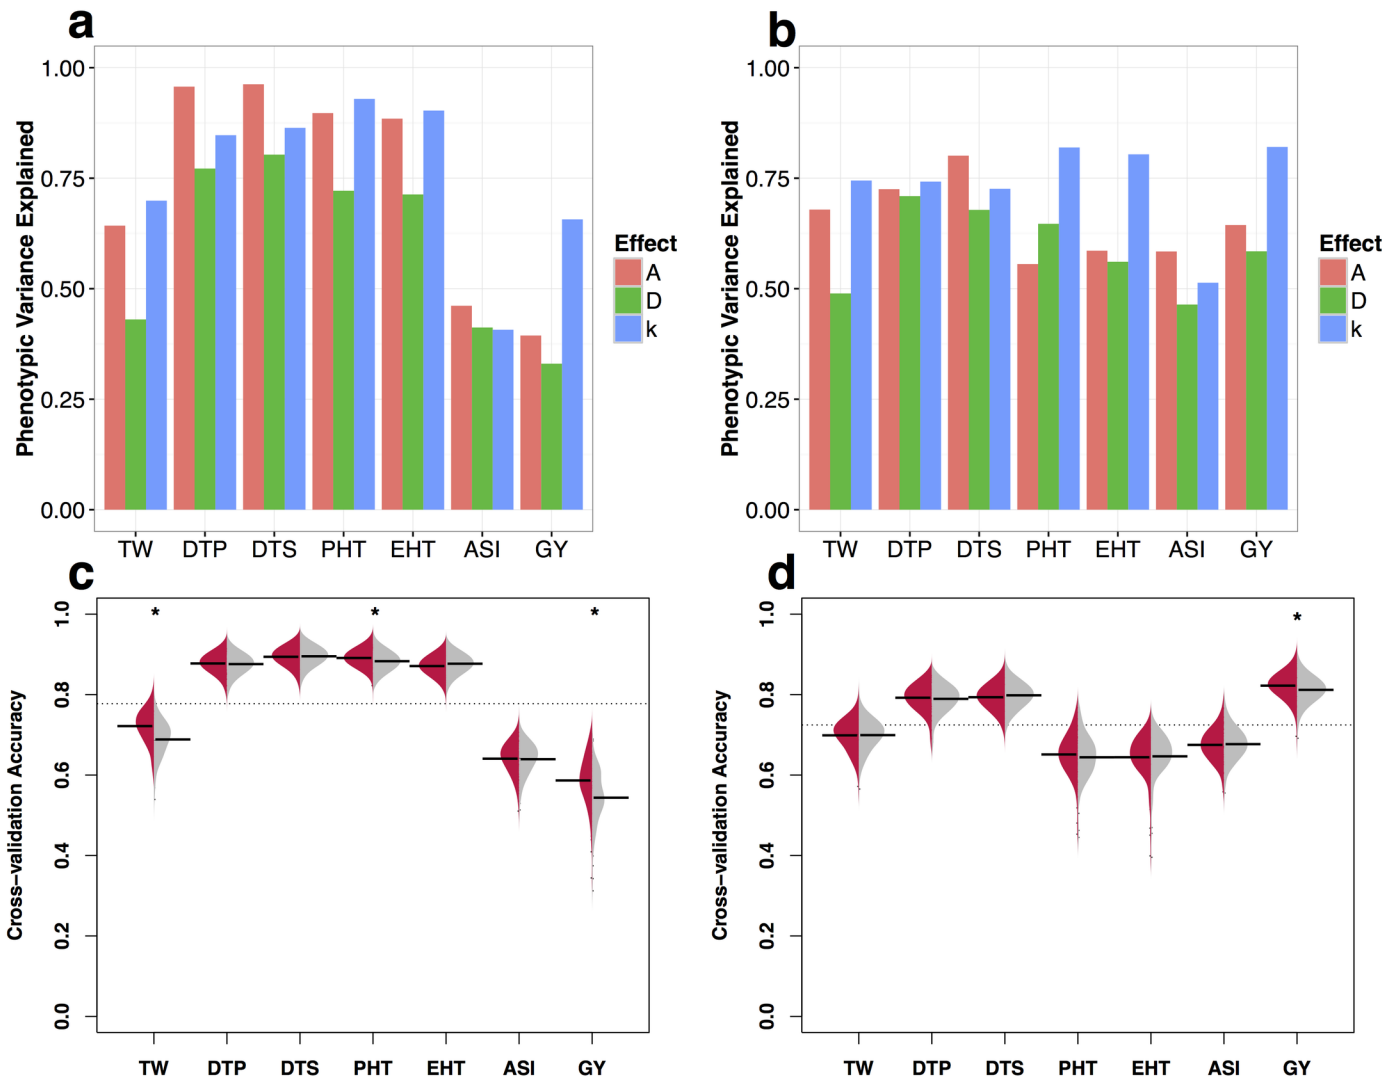 a
Phenotypic Variance Explained
1.00
0.75
0.50
0.25
0.00
TW DTP DTS PHT EHT ASI GY
Effect
A
D
k
b
Phenotypic Variance Explained
1.00
0.75
0.50
0.25
0.00
TW DTP DTS PHT EHT ASI GY
Effect
A
D
k
c
Cross-validation Accuracy
1.0
0.8
0.6
0.4
0.2
0.0
* * *
TW DTP DTS PHT EHT ASI GY
d
Cross-validation Accuracy
1.0
0.8
0.6
0.4
0.2
0.0
*
TW DTP DTS PHT EHT ASI GY